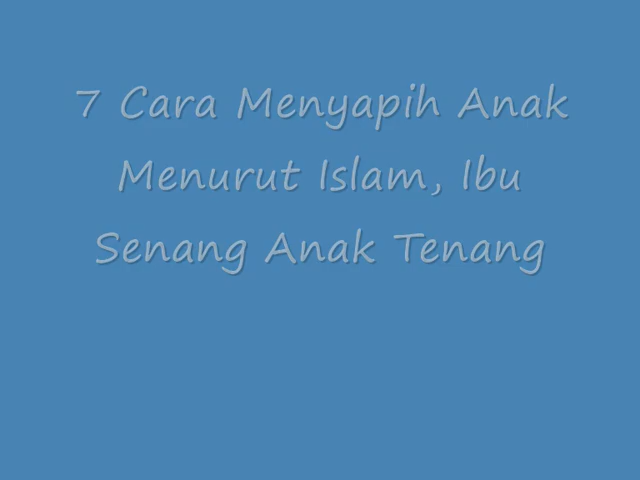 7 Cara Menyapih Anak
Menurut Islam, Ibu
Senang Anak Tenang